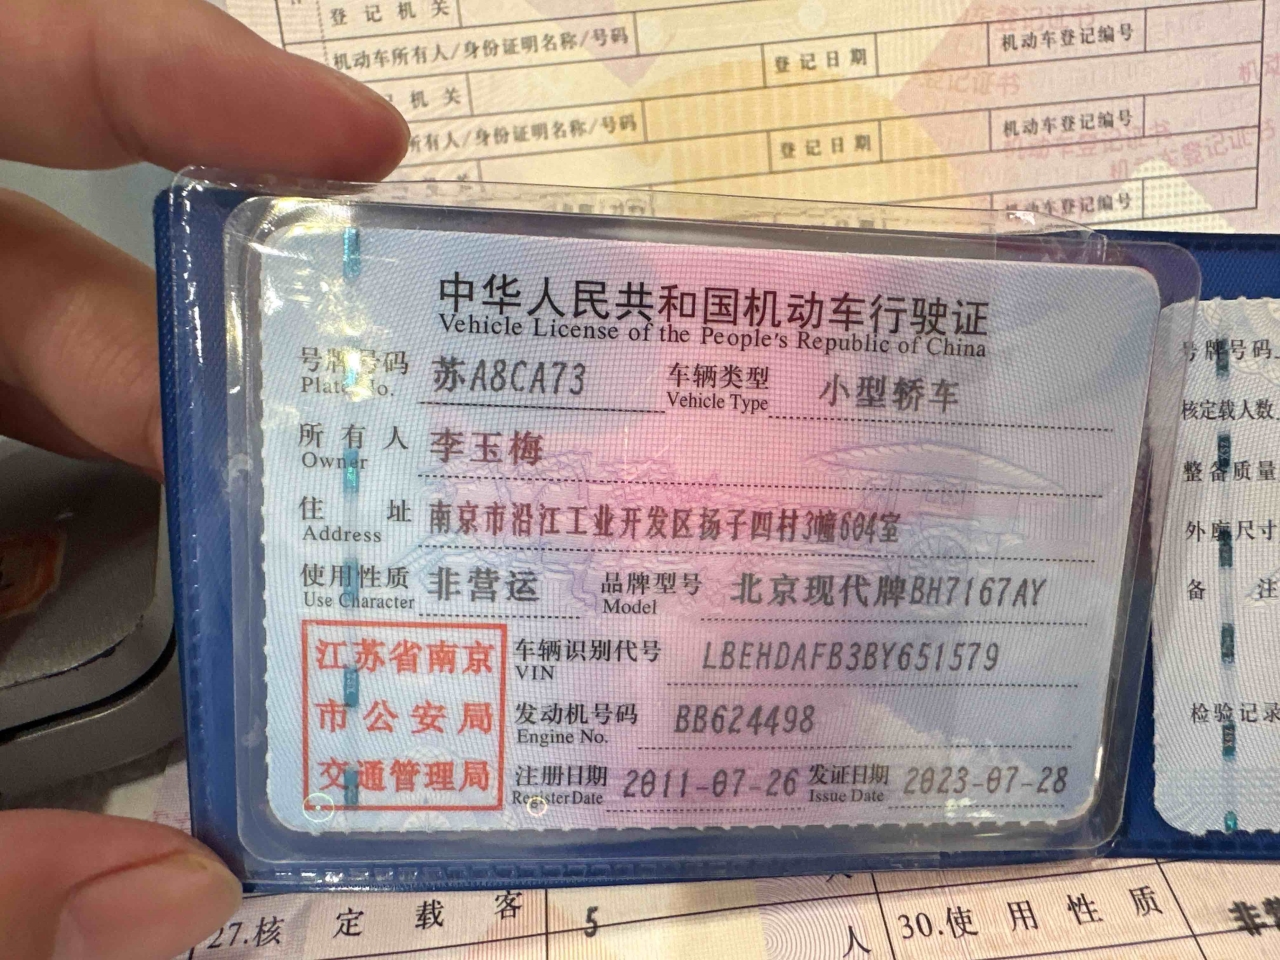 登记机关
机动车所有人/身份证明名称/号码
登记日期
机动车登记编号
记机关
所有人/身份证明名称/号码
登记日期
机动车登记编号
机动车登记编号
中华人民共和国机动车行驶证
Vehicle License of the People's Republic of China
号牌号码 苏A8CA73 车辆类型 小型轿车
Plate No. Vehicle Type
所有人 李玉梅
Owner
住址 南京市沿江工业开发区扬子四村3幢604室
Address
使用性质 非营运 品牌型号 北京现代牌BH7167AY
Use Character Model
江苏省南京
市公安局
交通管理局
车辆识别代号 LBEHDAFB3BY651579
VIN
发动机号码 BB624498
Engine No.
注册日期 2011-07-26 发证日期 2023-07-28
Register Date Issue Date
号牌号码
核定载人数
整备质量
外廓尺寸
备注
检验记录
27.核定载客 5 人 30.使用性质 非营